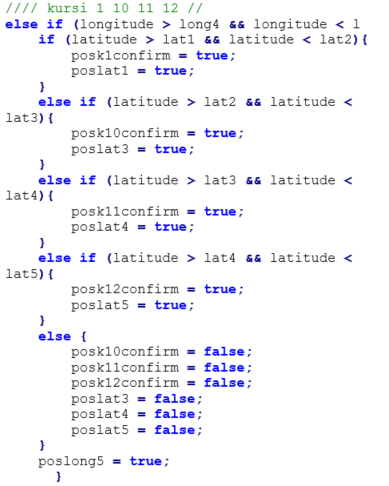 //// kursi 1 10 11 12 //
else if (longitude > long4 && longitude < l
if (latitude > lat1 && latitude < lat2){
posk1confirm = true;
poslat1 = true;
}
else if (latitude > lat2 && latitude <
lat3){
posk10confirm = true;
poslat3 = true;
}
else if (latitude > lat3 && latitude <
lat4){
posk11confirm = true;
poslat4 = true;
}
else if (latitude > lat4 && latitude <
lat5){
posk12confirm = true;
poslat5 = true;
}
else {
posk10confirm = false;
posk11confirm = false;
posk12confirm = false;
poslat3 = false;
poslat4 = false;
poslat5 = false;
}
poslong5 = true;
}